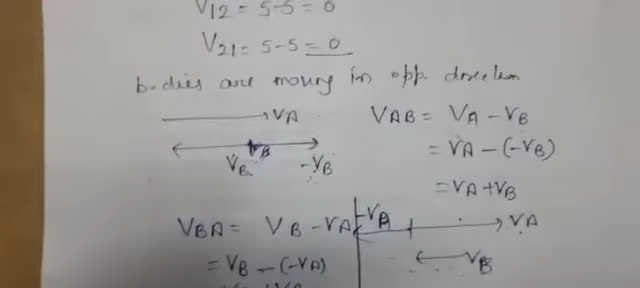 V12 = 5-5 = 0
V21 = 5-5 = 0
bodies are moving in opp. direction
VA
VB -VB
VAB = VA - VB
= VA - (-VB)
= VA + VB
VBA = VB - VA
= VB - (-VA)
-VB VA
VB